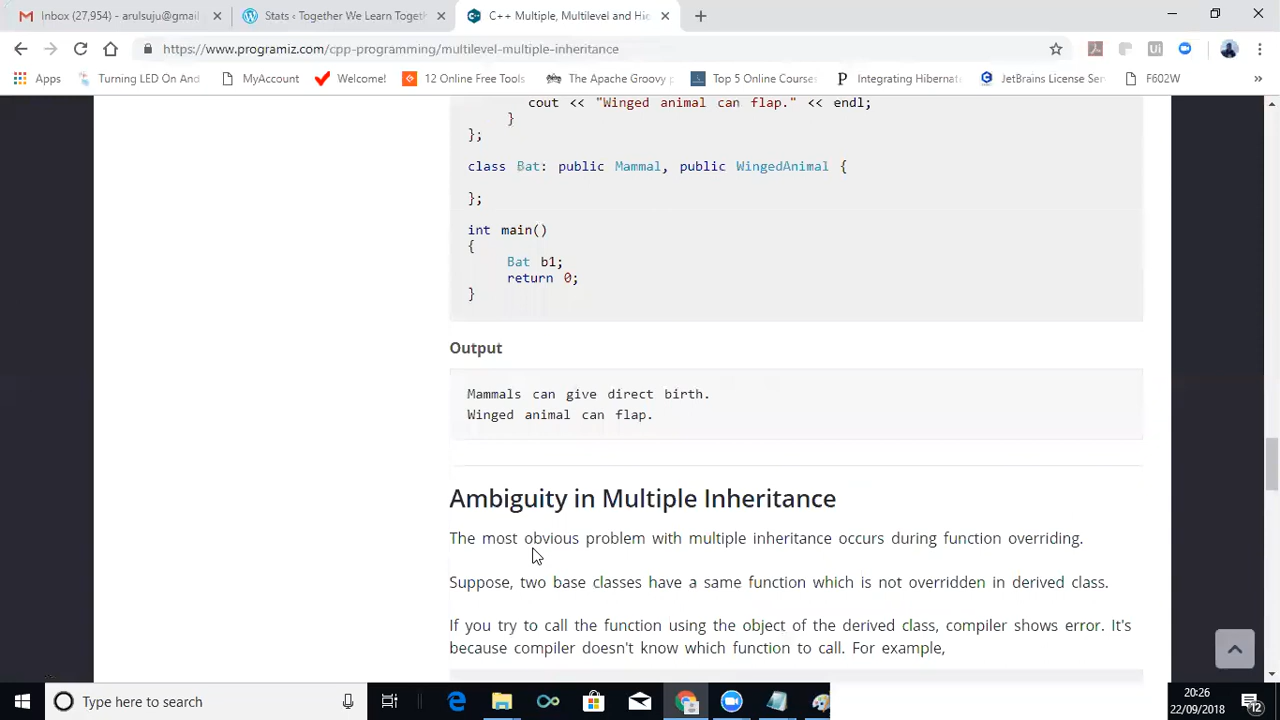 Inbox (27,954) - arulsuju@gmail
Stats ‹ Together We Learn Togeth
C++ Multiple, Multilevel and Hie
https://www.programiz.com/cpp-programming/multilevel-multiple-inheritance
Apps
Turning LED On And
MyAccount
Welcome!
12 Online Free Tools
The Apache Groovy p
Top 5 Online Courses
Integrating Hibernat
JetBrains License Ser
F602W
»
cout << "Winged animal can flap." << endl;
}
};
class Bat: public Mammal, public WingedAnimal {
};
int main()
{
Bat b1;
return 0;
}
Output
Mammals can give direct birth.
Winged animal can flap.
Ambiguity in Multiple Inheritance
The most obvious problem with multiple inheritance occurs during function overriding.
Suppose, two base classes have a same function which is not overridden in derived class.
If you try to call the function using the object of the derived class, compiler shows error. It's
because compiler doesn't know which function to call. For example,
Type here to search
20:26
22/09/2018
12